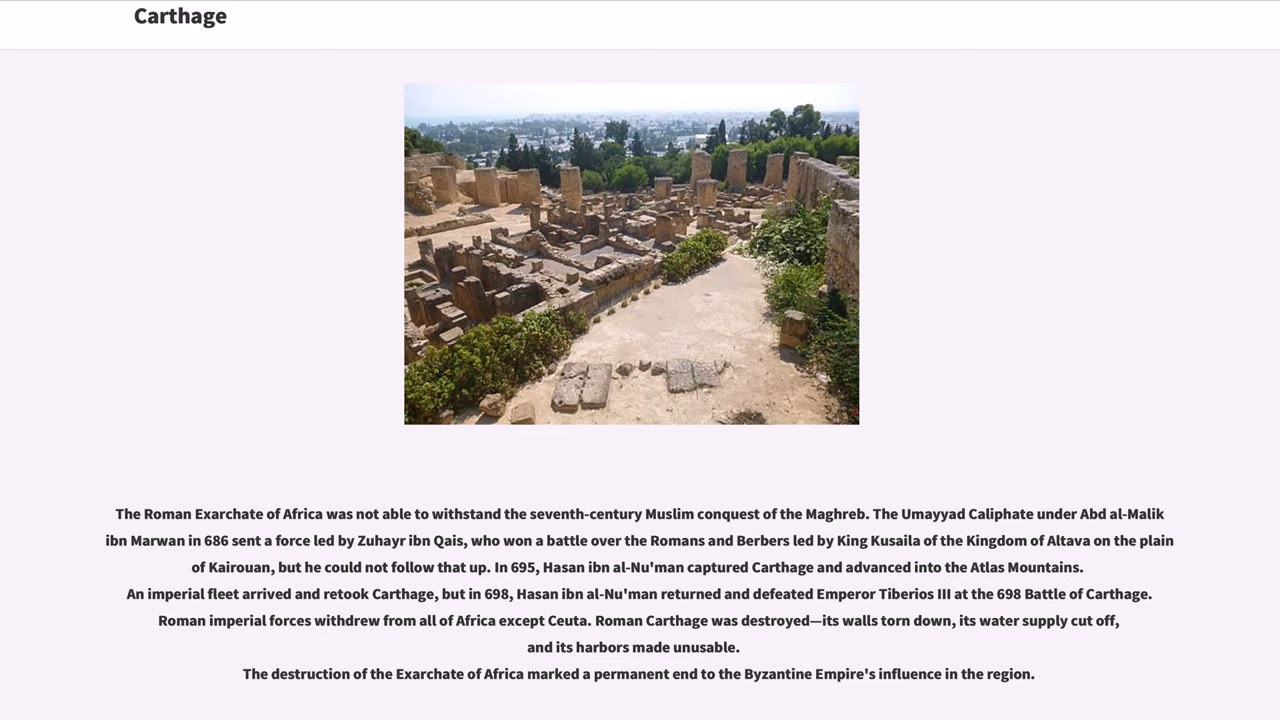 Carthage
The Roman Exarchate of Africa was not able to withstand the seventh-century Muslim conquest of the Maghreb. The Umayyad Caliphate under Abd al-Malik
ibn Marwan in 686 sent a force led by Zuhayr ibn Qais, who won a battle over the Romans and Berbers led by King Kusaila of the Kingdom of Altava on the plain
of Kairouan, but he could not follow that up. In 695, Hasan ibn al-Nu'man captured Carthage and advanced into the Atlas Mountains.
An imperial fleet arrived and retook Carthage, but in 698, Hasan ibn al-Nu'man returned and defeated Emperor Tiberios III at the 698 Battle of Carthage.
Roman imperial forces withdrew from all of Africa except Ceuta. Roman Carthage was destroyed—its walls torn down, its water supply cut off,
and its harbors made unusable.
The destruction of the Exarchate of Africa marked a permanent end to the Byzantine Empire's influence in the region.